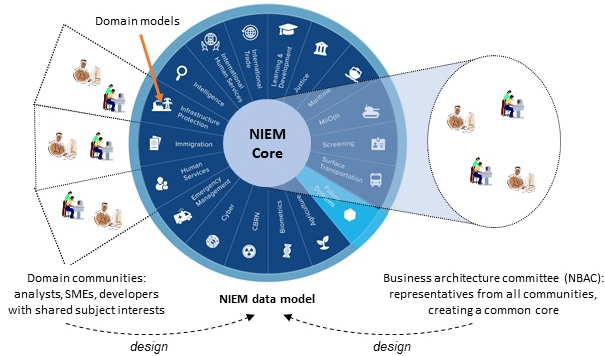 Domain models
International
Human Services
International
Trade
Learning &
Development
Justice
Maritime
MilOps
Screening
Surface
Transportation
Future
Domains
Agriculture
Biometrics
CBRN
Cyber
Emergency
Management
Human
Services
Immigration
Infrastructure
Protection
Intelligence
NIEM
Core
Domain communities:
analysts, SMEs, developers
with shared subject interests
NIEM data model
Business architecture committee (NBAC):
representatives from all communities,
creating a common core
design
design